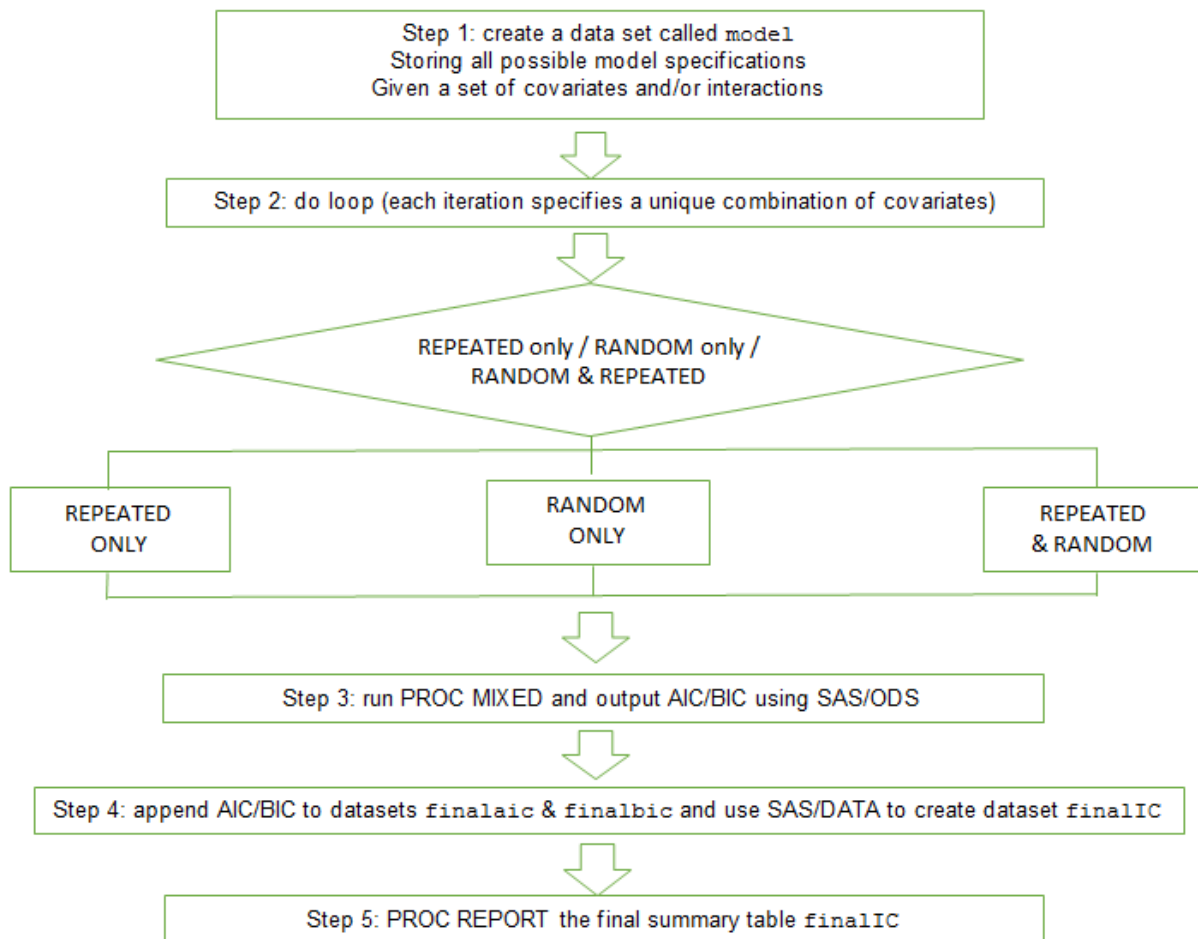 Step 1: create a data set called model
Storing all possible model specifications
Given a set of covariates and/or interactions
Step 2: do loop (each iteration specifies a unique combination of covariates)
REPEATED only / RANDOM only /
RANDOM & REPEATED
REPEATED
ONLY
RANDOM
ONLY
REPEATED
& RANDOM
Step 3: run PROC MIXED and output AIC/BIC using SAS/ODS
Step 4: append AIC/BIC to datasets finalaic & finalbic and use SAS/DATA to create dataset finalIC
Step 5: PROC REPORT the final summary table finalIC